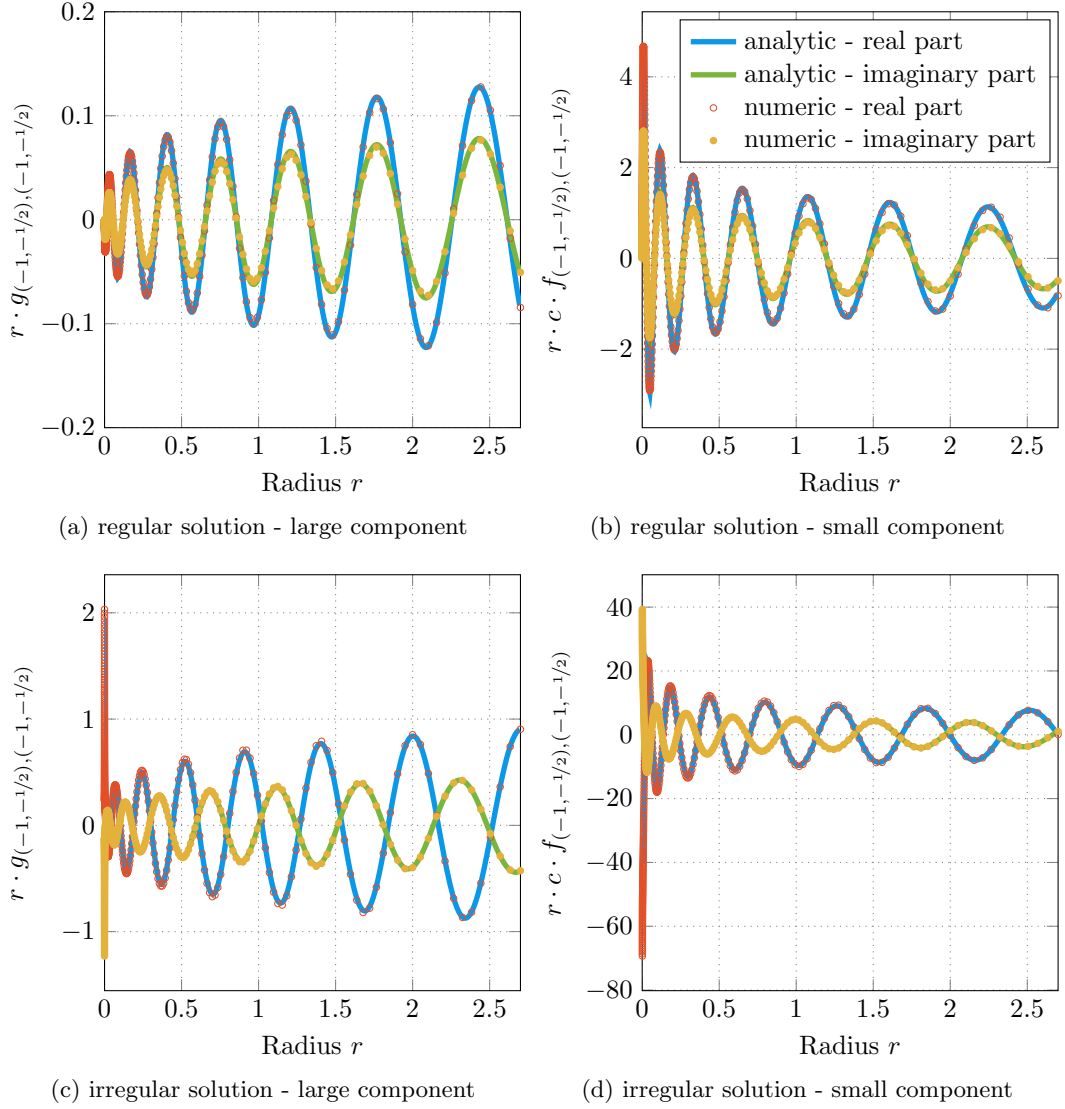 0.2
0.1
0
−0.1
−0.2
0
0.5
1
1.5
2
2.5
Radius r
r · g(−1,−1/2),(−1,−1/2)
(a) regular solution - large component
analytic - real part
analytic - imaginary part
numeric - real part
numeric - imaginary part
4
2
0
−2
0
0.5
1
1.5
2
2.5
Radius r
r · c · f(−1,−1/2),(−1,−1/2)
(b) regular solution - small component
2
1
0
−1
0
0.5
1
1.5
2
2.5
Radius r
r · g(−1,−1/2),(−1,−1/2)
(c) irregular solution - large component
40
20
0
−20
−40
−60
−80
0
0.5
1
1.5
2
2.5
Radius r
r · c · f(−1,−1/2),(−1,−1/2)
(d) irregular solution - small component